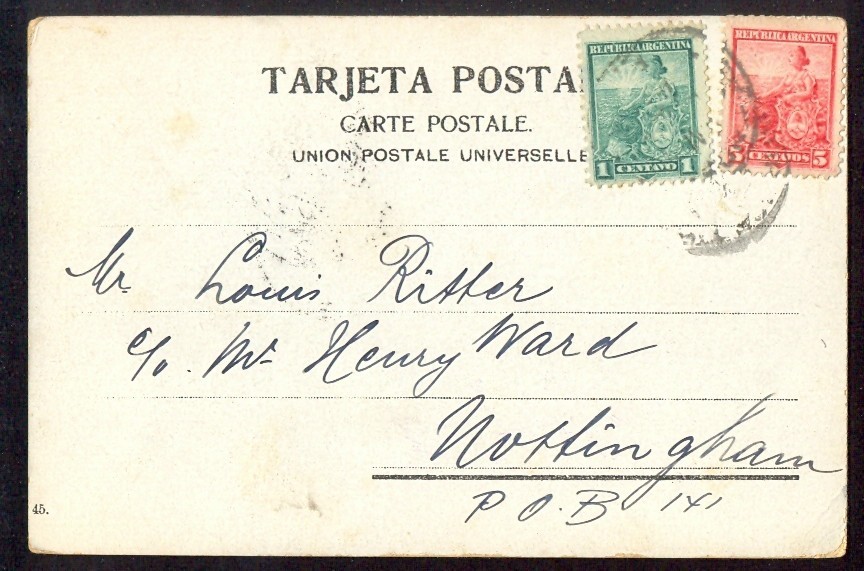 TARJETA POSTA
CARTE POSTALE.
UNION POSTALE UNIVERSELLE
REPUBLICA ARGENTINA
1 CENTAVO 1
REPUBLICA ARGENTINA
5 CENTAVOS 5
Mr. Louis Ritter
c/o. Mr. Henry Ward
Nottingham
P O. B 141
45.